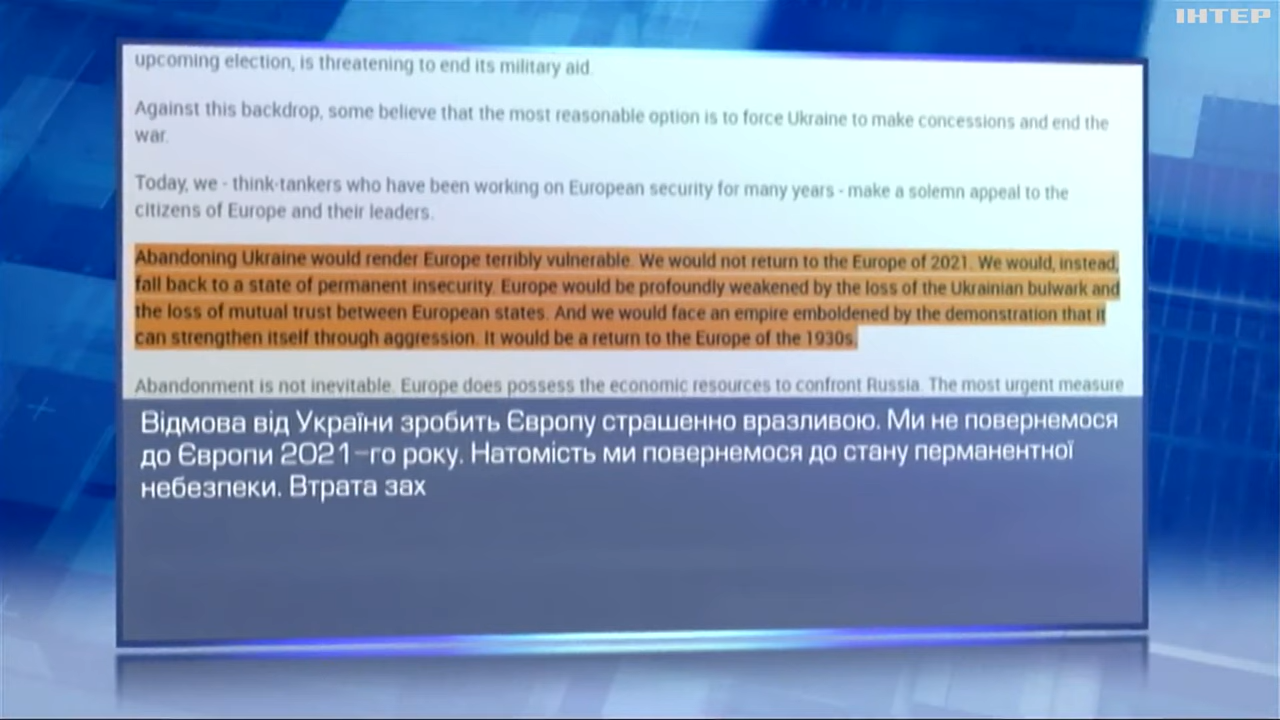 ІНТЕР
upcoming election, is threatening to end its military aid.
Against this backdrop, some believe that the most reasonable option is to force Ukraine to make concessions and end the
war.
Today, we - think-tankers who have been working on European security for many years - make a solemn appeal to the
citizens of Europe and their leaders.
Abandoning Ukraine would render Europe terribly vulnerable. We would not return to the Europe of 2021. We would, instead,
fall back to a state of permanent insecurity. Europe would be profoundly weakened by the loss of the Ukrainian bulwark and
the loss of mutual trust between European states. And we would face an empire emboldened by the demonstration that it
can strengthen itself through aggression. It would be a return to the Europe of the 1930s.
Abandonment is not inevitable. Europe does possess the economic resources to confront Russia. The most urgent measure
Відмова від України зробить Європу страшенно вразливою. Ми не повернемося
до Європи 2021-го року. Натомість ми повернемося до стану перманентної
небезпеки. Втрата зах